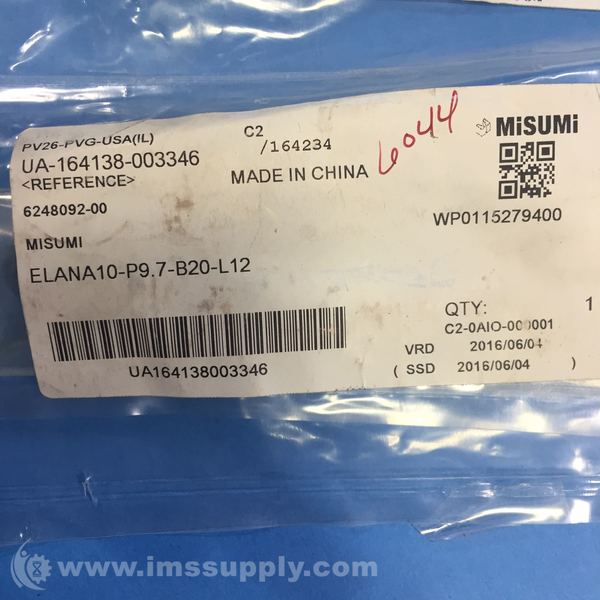 PV26-PVG-USA(IL)
C2
/164234
6044
MiSUMi
UA-164138-003346
<REFERENCE>
MADE IN CHINA
6248092-00
WP0115279400
MISUMI
ELANA10-P9.7-B20-L12
QTY: 1
C2-0AIO-000001
VRD 2016/06/04
( SSD 2016/06/04 )
UA164138003346
© www.imssupply.com